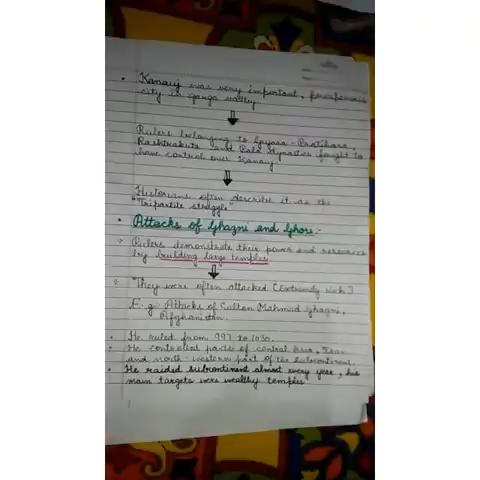 • Kanauj was very important, prosperous
city in ganga valley
⇓
Rulers belonging to Gurjara-Pratihara,
Rashtrakuta and Pala dynasties fought to
have control over Kanauj
⇓
Historians often describe it as the
"Tripartite struggle"
• Attacks of Ghazni and Ghori:-
Rulers demonstrate their power and resources
by building large temples
⇓
They were often attacked [Extremely rich]
E.g: Attacks of Sultan Mahmud Ghazni,
Afghanistan.
• He ruled from 997 to 1030.
• He controlled parts of central Asia, Iran
and north-western part of the subcontinent.
• He raided subcontinent almost every year, his
main targets were wealthy temples